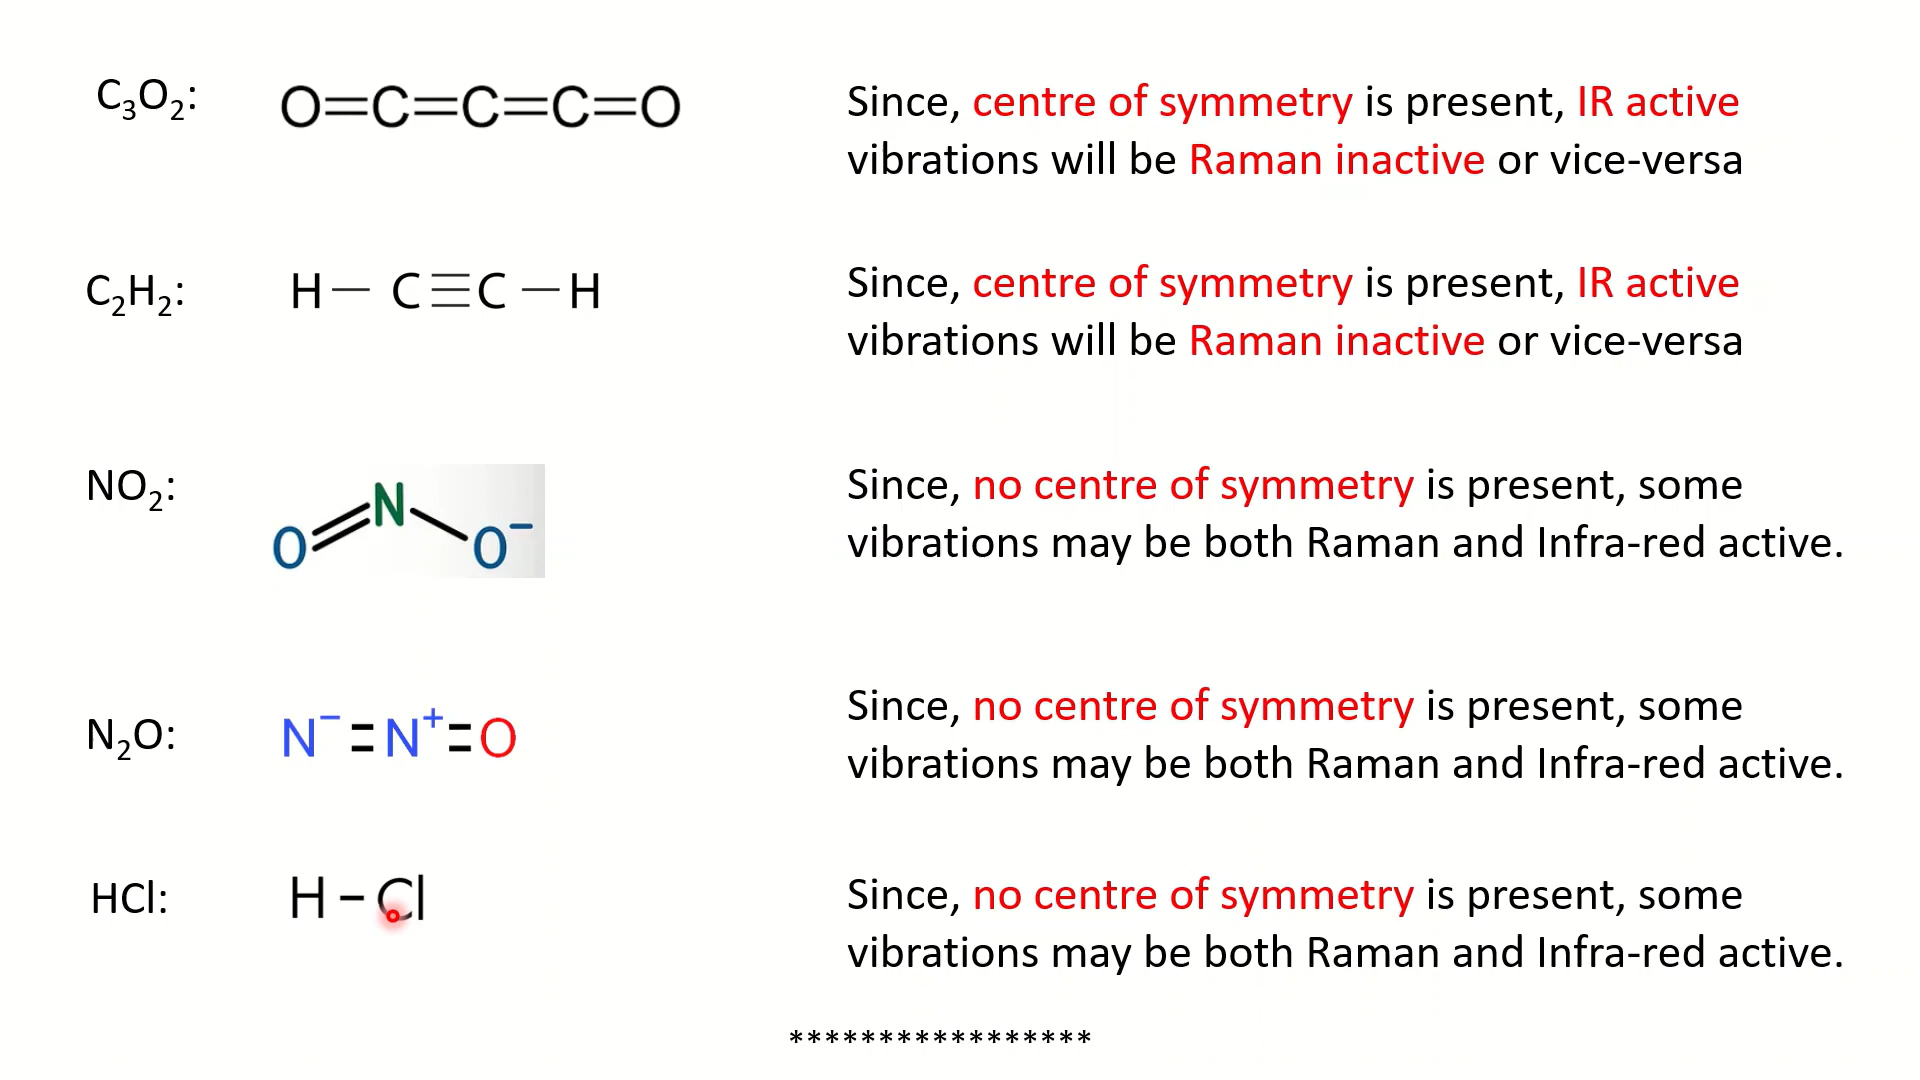 C₃O₂: O=C=C=C=O Since, centre of symmetry is present, IR active
vibrations will be Raman inactive or vice-versa
C₂H₂: H — C≡C — H Since, centre of symmetry is present, IR active
vibrations will be Raman inactive or vice-versa
NO₂: O=N-O⁻ Since, no centre of symmetry is present, some
vibrations may be both Raman and Infra-red active.
N₂O: N⁻=N⁺=O Since, no centre of symmetry is present, some
vibrations may be both Raman and Infra-red active.
HCl: H-Cl Since, no centre of symmetry is present, some
vibrations may be both Raman and Infra-red active.
*****************